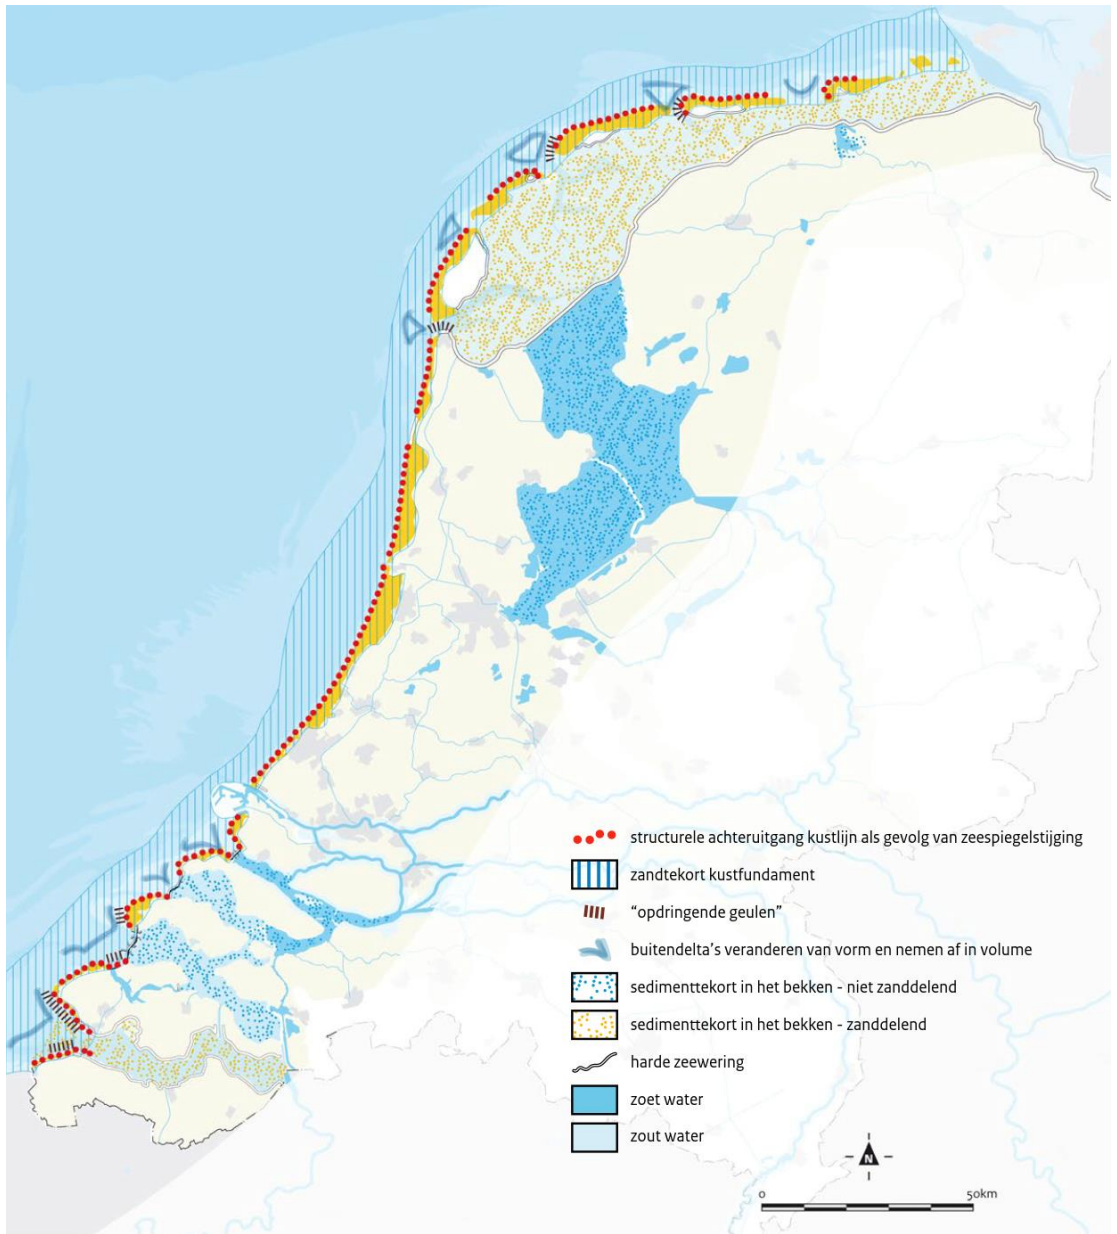 structurele achteruitgang kustlijn als gevolg van zeespiegelstijging
zandtekort kustfundament
“opdringende geulen”
buitendelta’s veranderen van vorm en nemen af in volume
sedimenttekort in het bekken - niet zanddelend
sedimenttekort in het bekken - zanddelend
harde zeewering
zoet water
zout water
N
0 50km